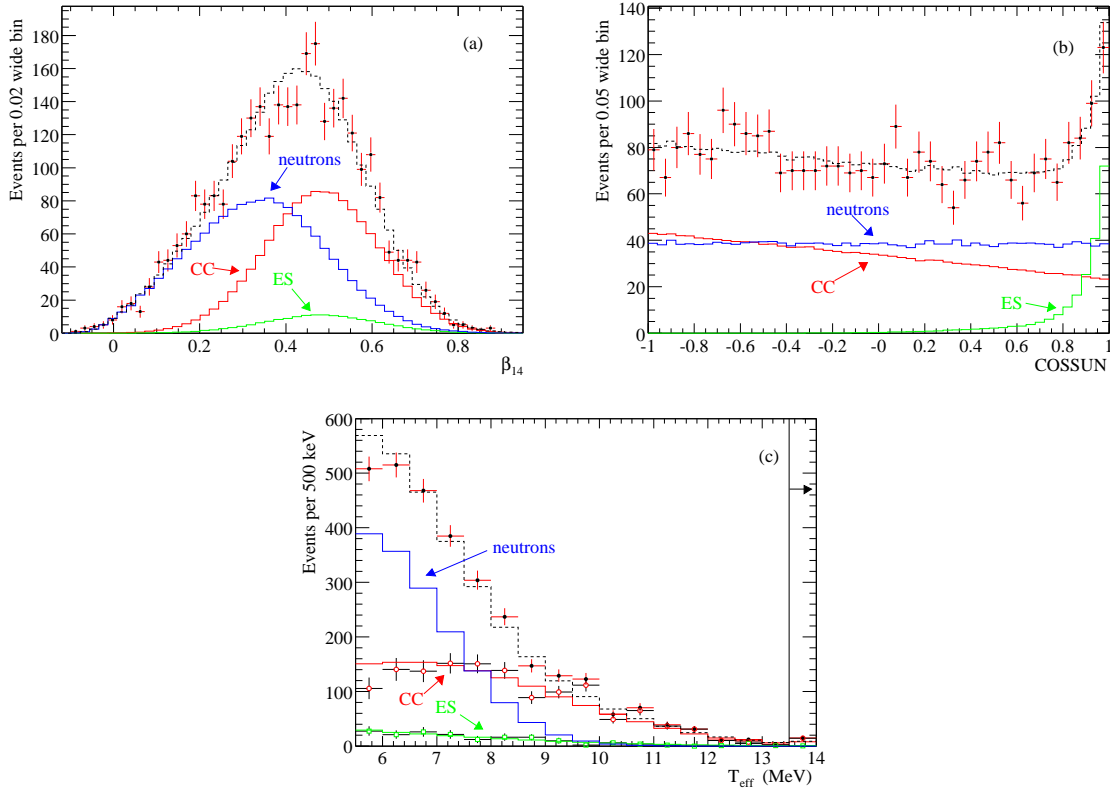 (a)
Events per 0.02 wide bin
180
160
140
120
100
80
60
40
20
0
neutrons
CC
ES
0 0.2 0.4 0.6 0.8
β14
(b)
Events per 0.05 wide bin
140
120
100
80
60
40
20
0
neutrons
CC
ES
-1 -0.8 -0.6 -0.4 -0.2 -0 0.2 0.4 0.6 0.8 1
COSSUN
(c)
Events per 500 keV
600
500
400
300
200
100
0
neutrons
CC
ES
6 7 8 9 10 11 12 13 14
Teff (MeV)